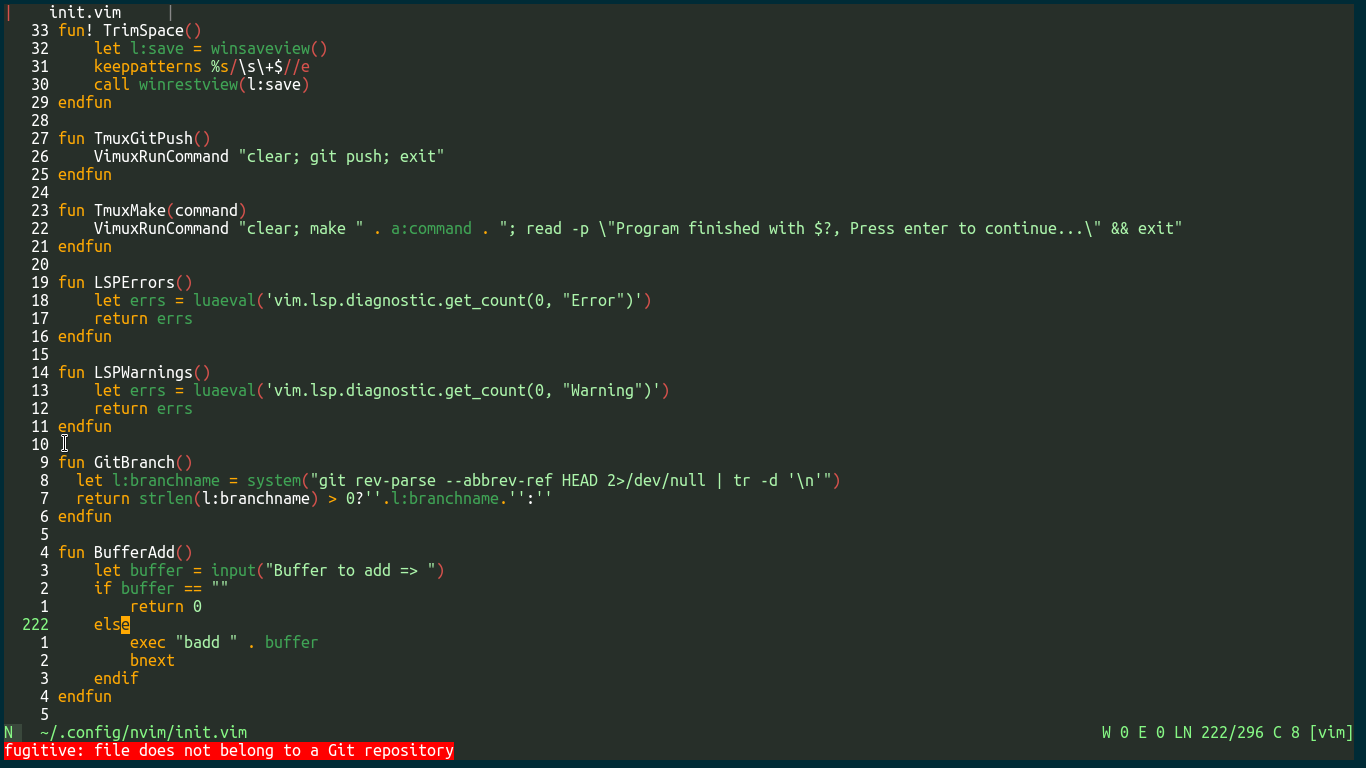 |    init.vim     |
   33 fun! TrimSpace()
   32     let l:save = winsaveview()
   31     keeppatterns %s/\s\+$//e
   30     call winrestview(l:save)
   29 endfun
   28
   27 fun TmuxGitPush()
   26     VimuxRunCommand "clear; git push; exit"
   25 endfun
   24
   23 fun TmuxMake(command)
   22     VimuxRunCommand "clear; make " . a:command . "; read -p \"Program finished with $?, Press enter to continue...\" && exit"
   21 endfun
   20
   19 fun LSPErrors()
   18     let errs = luaeval('vim.lsp.diagnostic.get_count(0, "Error")')
   17     return errs
   16 endfun
   15
   14 fun LSPWarnings()
   13     let errs = luaeval('vim.lsp.diagnostic.get_count(0, "Warning")')
   12     return errs
   11 endfun
   10
    9 fun GitBranch()
    8   let l:branchname = system("git rev-parse --abbrev-ref HEAD 2>/dev/null | tr -d '\n'")
    7   return strlen(l:branchname) > 0?''.l:branchname.'':''
    6 endfun
    5
    4 fun BufferAdd()
    3     let buffer = input("Buffer to add => ")
    2     if buffer == ""
    1         return 0
  222     else
    1         exec "badd " . buffer
    2         bnext
    3     endif
    4 endfun
    5
N   ~/.config/nvim/init.vim     W 0 E 0 LN 222/296 C 8 [vim]
fugitive: file does not belong to a Git repository